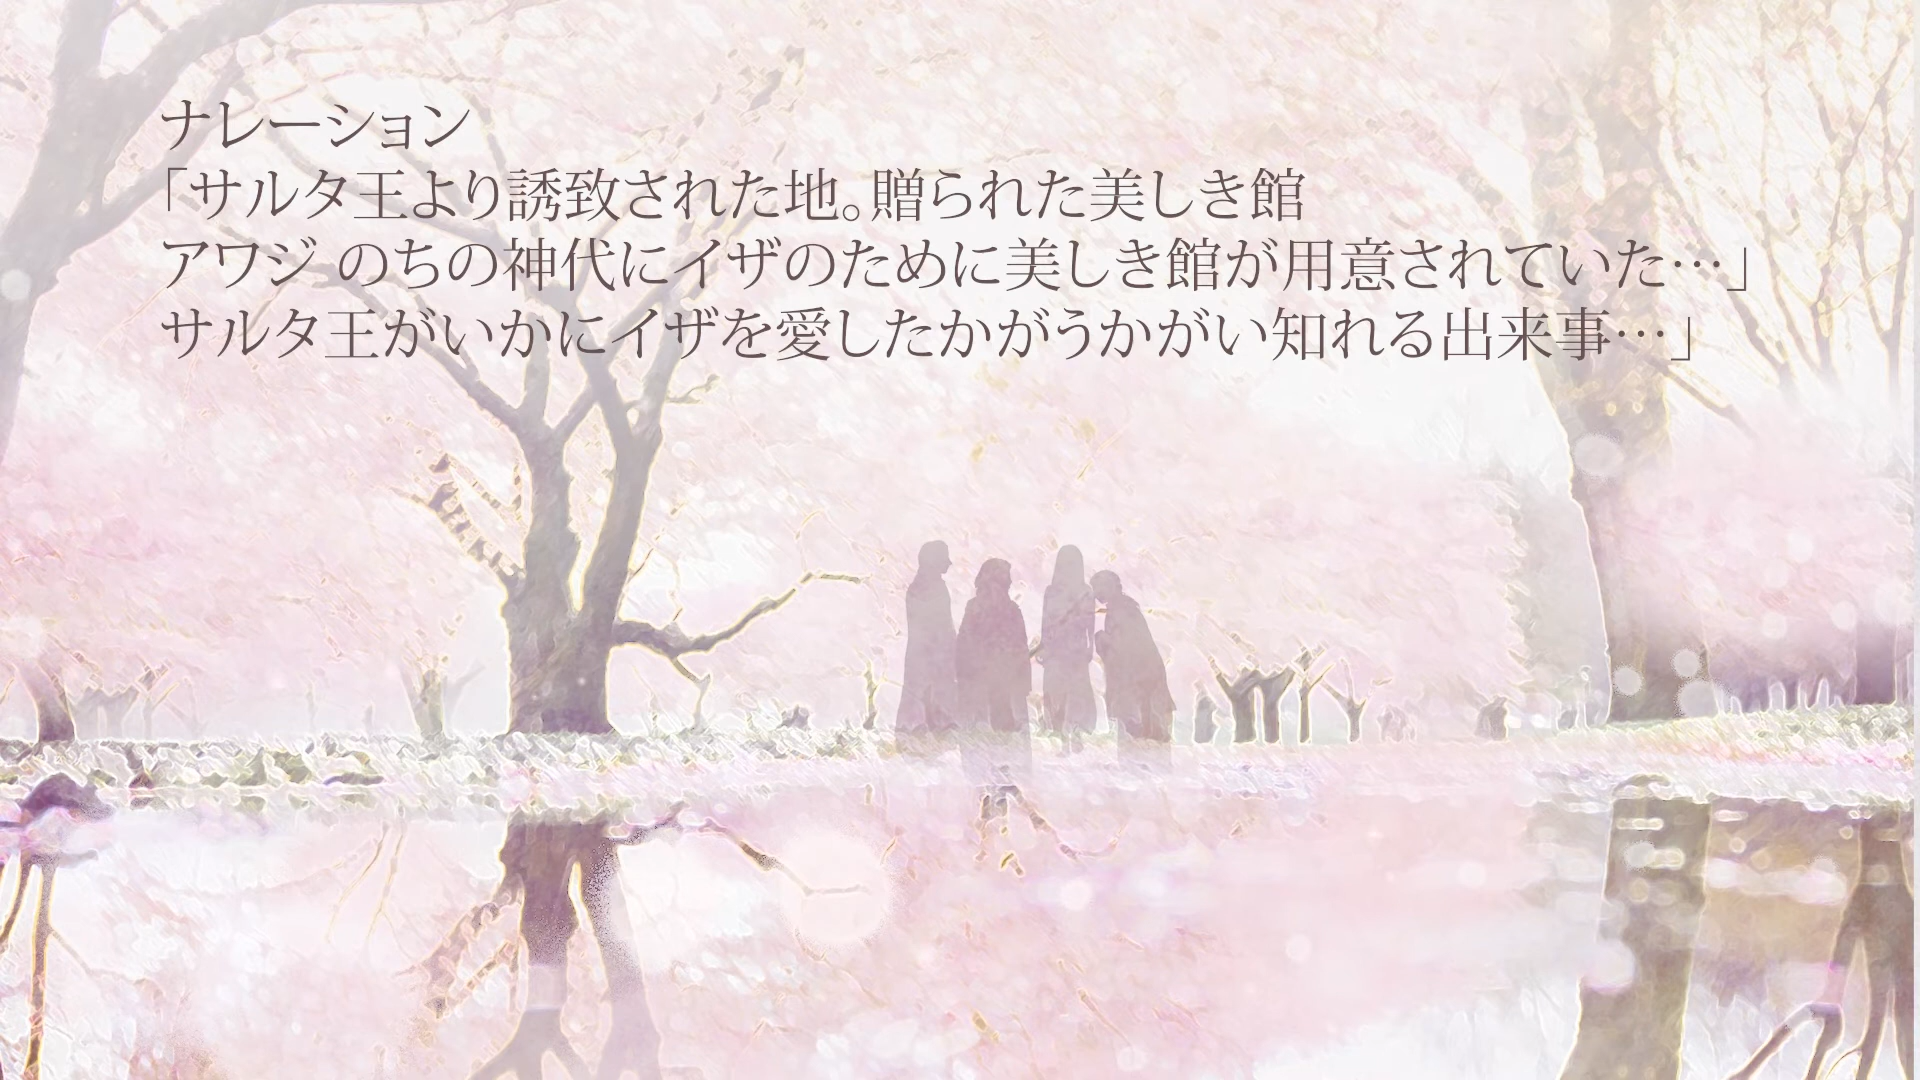 ナレーション
「サルタ王より誘致された地。贈られた美しき館
アワジ のちの神代にイザのために美しき館が用意されていた…」
サルタ王がいかにイザを愛したかがうかがい知れる出来事…」